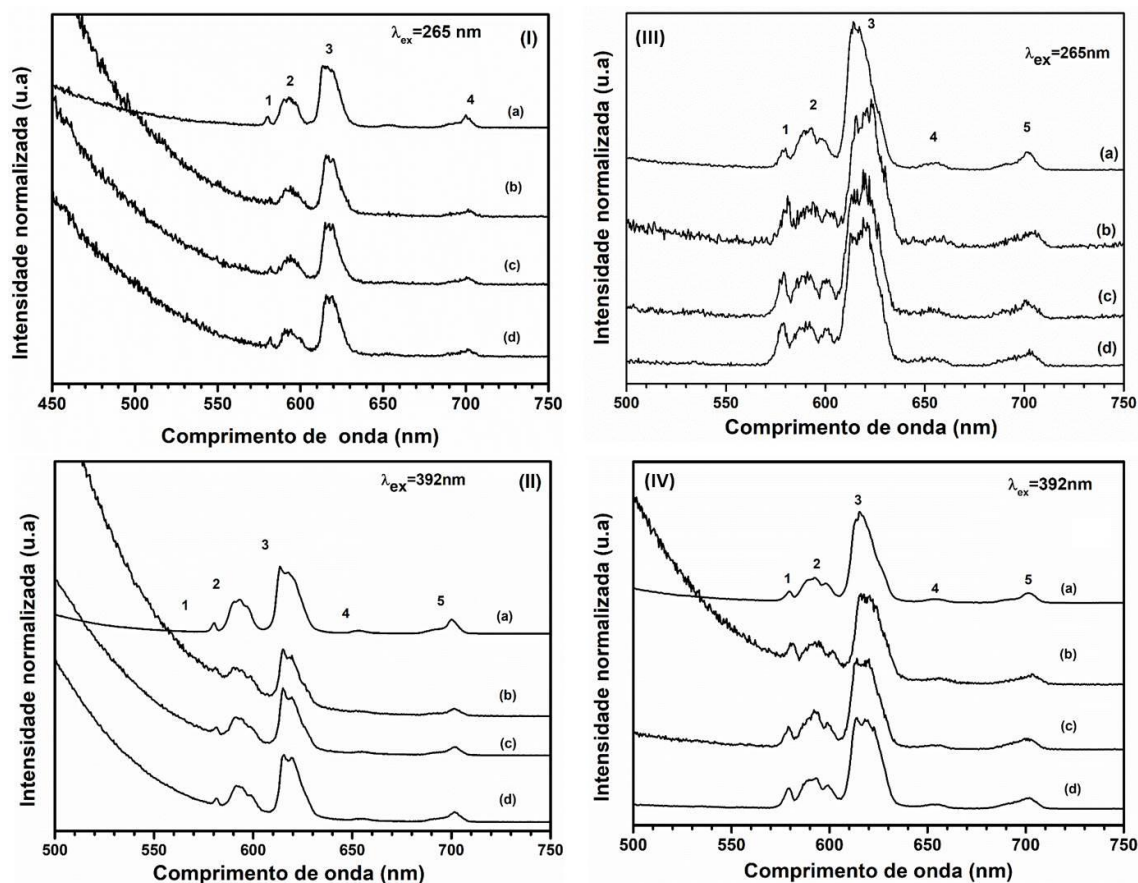 λex=265 nm
(I)
3
2
1
4
(a)
(b)
(c)
(d)
Intensidade normalizada (u.a)
450 500 550 600 650 700 750
Comprimento de onda (nm)
(III)
3
λex=265nm
2
1
4
5
(a)
(b)
(c)
(d)
Intensidade normalizada (u.a)
500 550 600 650 700 750
Comprimento de onda (nm)
λex=392nm
(II)
3
2
1
4
5
(a)
(b)
(c)
(d)
Intensidade normalizada (u.a)
500 550 600 650 700 750
Comprimento de onda (nm)
(IV)
λex=392nm
3
2
1
4
5
(a)
(b)
(c)
(d)
Intensidade normalizada (u.a)
500 550 600 650 700 750
Comprimento de onda (nm)